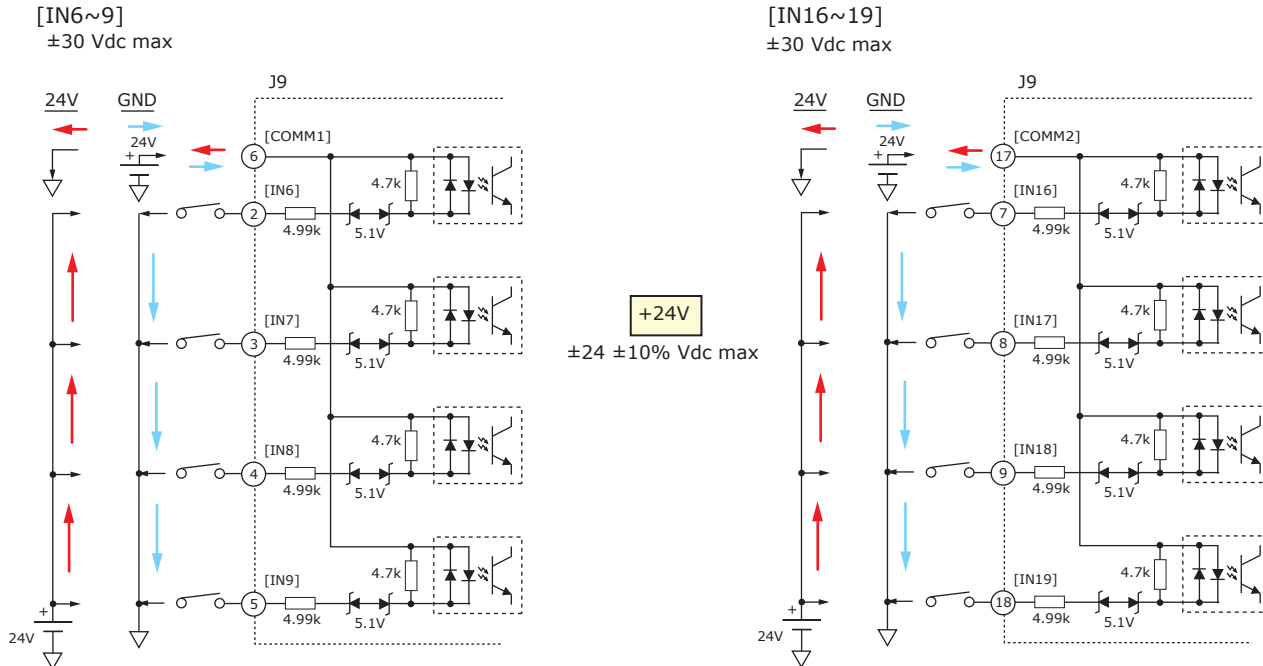 [IN6~9]
±30 Vdc max
J9
24V
GND
24V
+
[COMM1]
6
4.7k
[IN6]
2
4.99k
5.1V
[IN7]
3
4.7k
4.99k
5.1V
[IN8]
4
4.7k
4.99k
5.1V
[IN9]
5
4.7k
4.99k
5.1V
+
24V
+24V
±24 ±10% Vdc max
[IN16~19]
±30 Vdc max
J9
24V
GND
24V
+
[COMM2]
17
4.7k
[IN16]
7
4.99k
5.1V
[IN17]
8
4.7k
4.99k
5.1V
[IN18]
9
4.7k
4.99k
5.1V
[IN19]
18
4.7k
4.99k
5.1V
+
24V